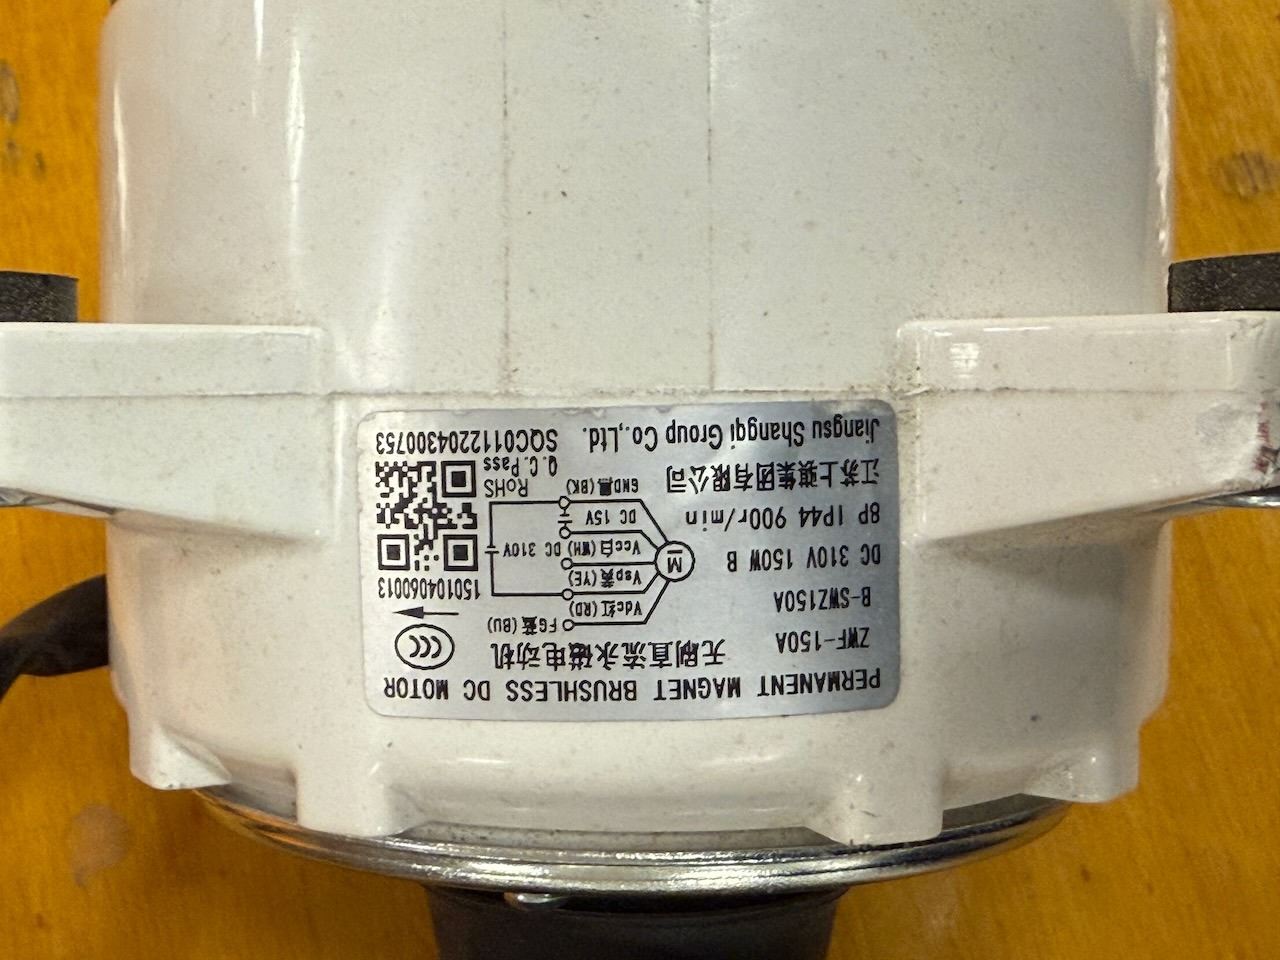 PERMANENT MAGNET BRUSHLESS DC MOTOR
ZWF-150A
无刷直流永磁电动机
B-SWZ150A
DC 310V 150W B
8P IP44 900r/min
江苏上骐集团有限公司
Jiangsu Shangqi Group Co.,Ltd.
FG蓝(BU)
Vdc红(RD)
Vsp黄(YE)
Vcc白(WH)
DC 310V
DC 15V
GND黑(BK)
M
CCC
150104060013
RoHS
Q.C.Pass
SQC0112204300753